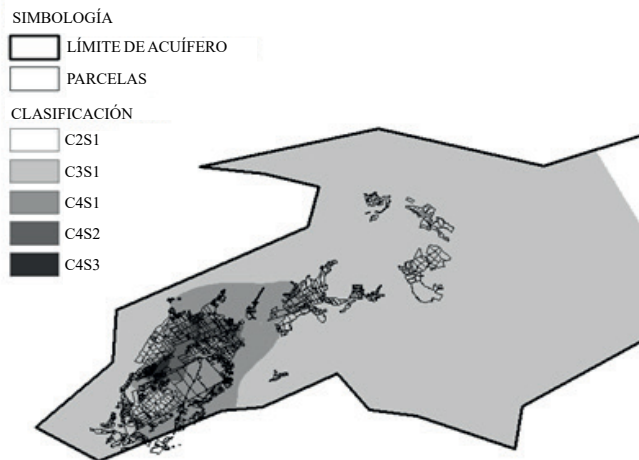 SIMBOLOGÍA
LÍMITE DE ACUÍFERO
PARCELAS
CLASIFICACIÓN
C2S1
C3S1
C4S1
C4S2
C4S3